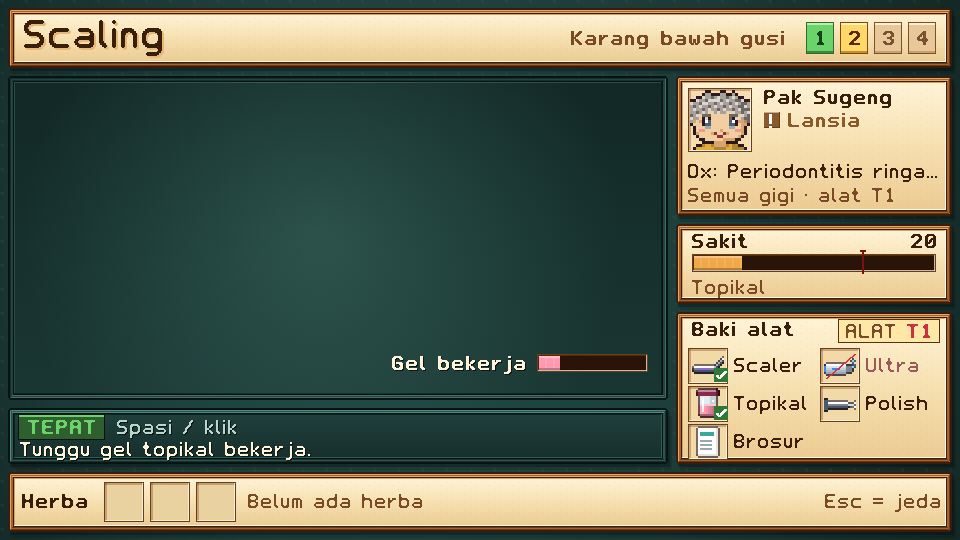 Scaling
Karang bawah gusi 1 2 3 4
Pak Sugeng
Lansia
Dx: Periodontitis ringa…
Semua gigi · alat T1
Sakit 20
Topikal
Baki alat ALAT T1
Scaler Ultra
Topikal Polish
Brosur
Gel bekerja
TEPAT Spasi / klik
Tunggu gel topikal bekerja.
Herba Belum ada herba Esc = jeda